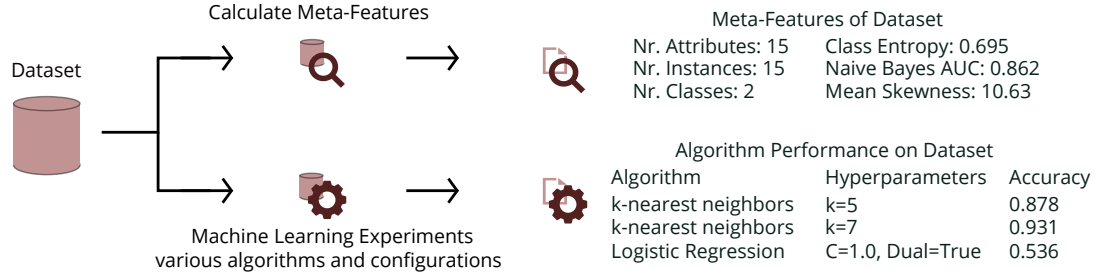 Calculate Meta-Features
Dataset
Machine Learning Experiments
various algorithms and configurations
Meta-Features of Dataset
Nr. Attributes: 15 Class Entropy: 0.695
Nr. Instances: 15 Naive Bayes AUC: 0.862
Nr. Classes: 2 Mean Skewness: 10.63
Algorithm Performance on Dataset
Algorithm Hyperparameters Accuracy
k-nearest neighbors k=5 0.878
k-nearest neighbors k=7 0.931
Logistic Regression C=1.0, Dual=True 0.536